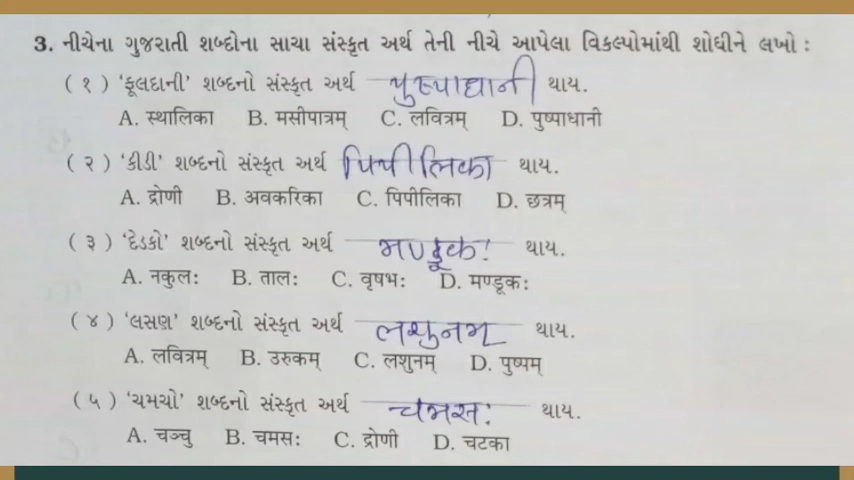 3. નીચેના ગુજરાતી શબ્દોના સાચા સંસ્કૃત અર્થ તેની નીચે આપેલા વિકલ્પોમાંથી શોધીને લખો :
( ૧ ) ‘ફૂલદાની’ શબ્દનો સંસ્કૃત અર્થ पुष्पाधानी થાય.
A. स्थालिका B. मसीपात्रम् C. लवित्रम् D. पुष्पाधानी
( ૨ ) ‘કીડી’ શબ્દનો સંસ્કૃત અર્થ पिपीलिका થાય.
A. द्रोणी B. अवकरिका C. पिपीलिका D. छत्रम्
( ૩ ) ‘દેડકો’ શબ્દનો સંસ્કૃત અર્થ मण्डूकः થાય.
A. नकुलः B. तालः C. वृषभः D. मण्डूकः
( ૪ ) ‘લસણ’ શબ્દનો સંસ્કૃત અર્થ लशुनम् થાય.
A. लवित्रम् B. उरुकम् C. लशुनम् D. पुष्पम्
( ૫ ) ‘ચમચો’ શબ્દનો સંસ્કૃત અર્થ चमसः થાય.
A. चञ्चु B. चमसः C. द्रोणी D. चटका